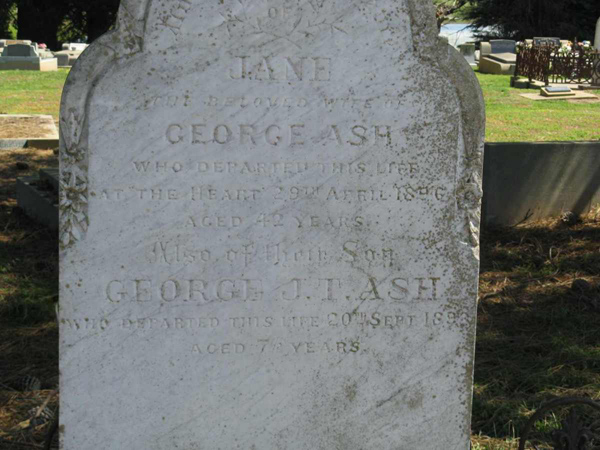 OF
JANE
THE BELOVED WIFE OF
GEORGE ASH
WHO DEPARTED THIS LIFE
AT "THE HEART" 29TH APRIL
AGED 42 YEARS.
Also of their Son
GEORGE J.T. ASH
WHO DEPARTED THIS LIFE 20TH SEPT
AGED YEARS.